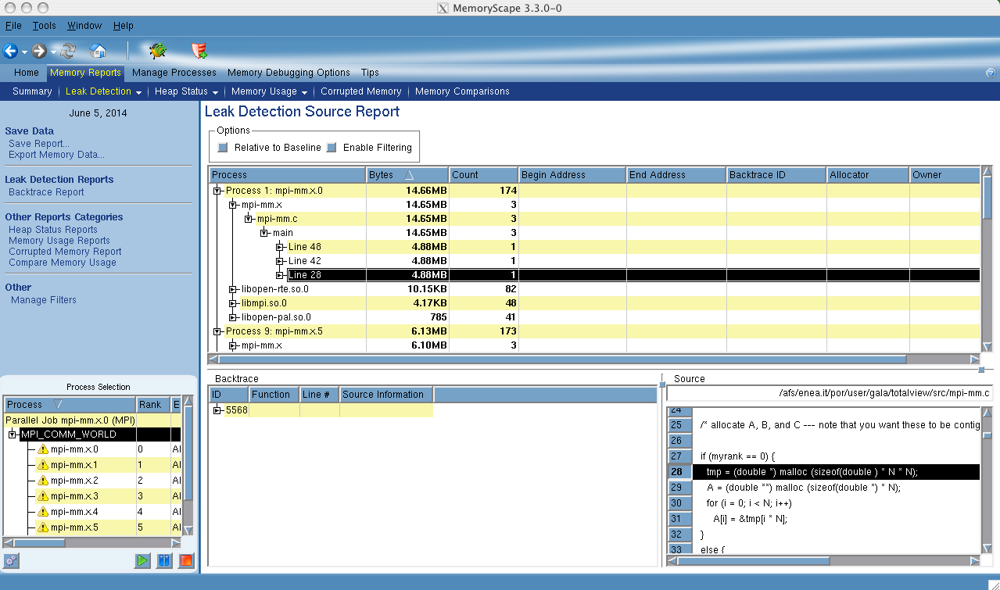 MemoryScape 3.3.0-0
File Tools Window Help
Home Memory Reports Manage Processes Memory Debugging Options Tips
Summary Leak Detection Heap Status Memory Usage Corrupted Memory Memory Comparisons
June 5, 2014
Save Data
Save Report...
Export Memory Data...
Leak Detection Reports
Backtrace Report
Other Reports Categories
Heap Status Reports
Memory Usage Reports
Corrupted Memory Report
Compare Memory Usage
Other
Manage Filters
Process Selection
Process Rank E
Parallel Job mpi-mm.x.0 (MPI)
MPI_COMM_WORLD
mpi-mm.x.0 0 Al
mpi-mm.x.1 1 Al
mpi-mm.x.2 2 Al
mpi-mm.x.3 3 Al
mpi-mm.x.4 4 Al
mpi-mm.x.5 5 Al
Leak Detection Source Report
Options
Relative to Baseline Enable Filtering
Process Bytes Count Begin Address End Address Backtrace ID Allocator Owner
Process 1: mpi-mm.x.0 14.66MB 174
mpi-mm.x 14.65MB 3
mpi-mm.c 14.65MB 3
main 14.65MB 3
Line 48 4.88MB 1
Line 42 4.88MB 1
Line 28 4.88MB 1
libopen-rte.so.0 10.15KB 82
libmpi.so.0 4.17KB 48
libopen-pal.so.0 785 41
Process 9: mpi-mm.x.5 6.13MB 173
mpi-mm.x 6.10MB 3
Backtrace
ID Function Line # Source Information
5568
Source
/afs/enea.it/por/user/gala/totalview/src/mpi-mm.c
24
25 /* allocate A, B, and C --- note that you want these to be contig
26
27 if (myrank == 0) {
28 tmp = (double *) malloc (sizeof(double ) * N * N);
29 A = (double **) malloc (sizeof(double *) * N);
30 for (i = 0; i < N; i++)
31 A[i] = &tmp[i * N];
32 }
33 else {